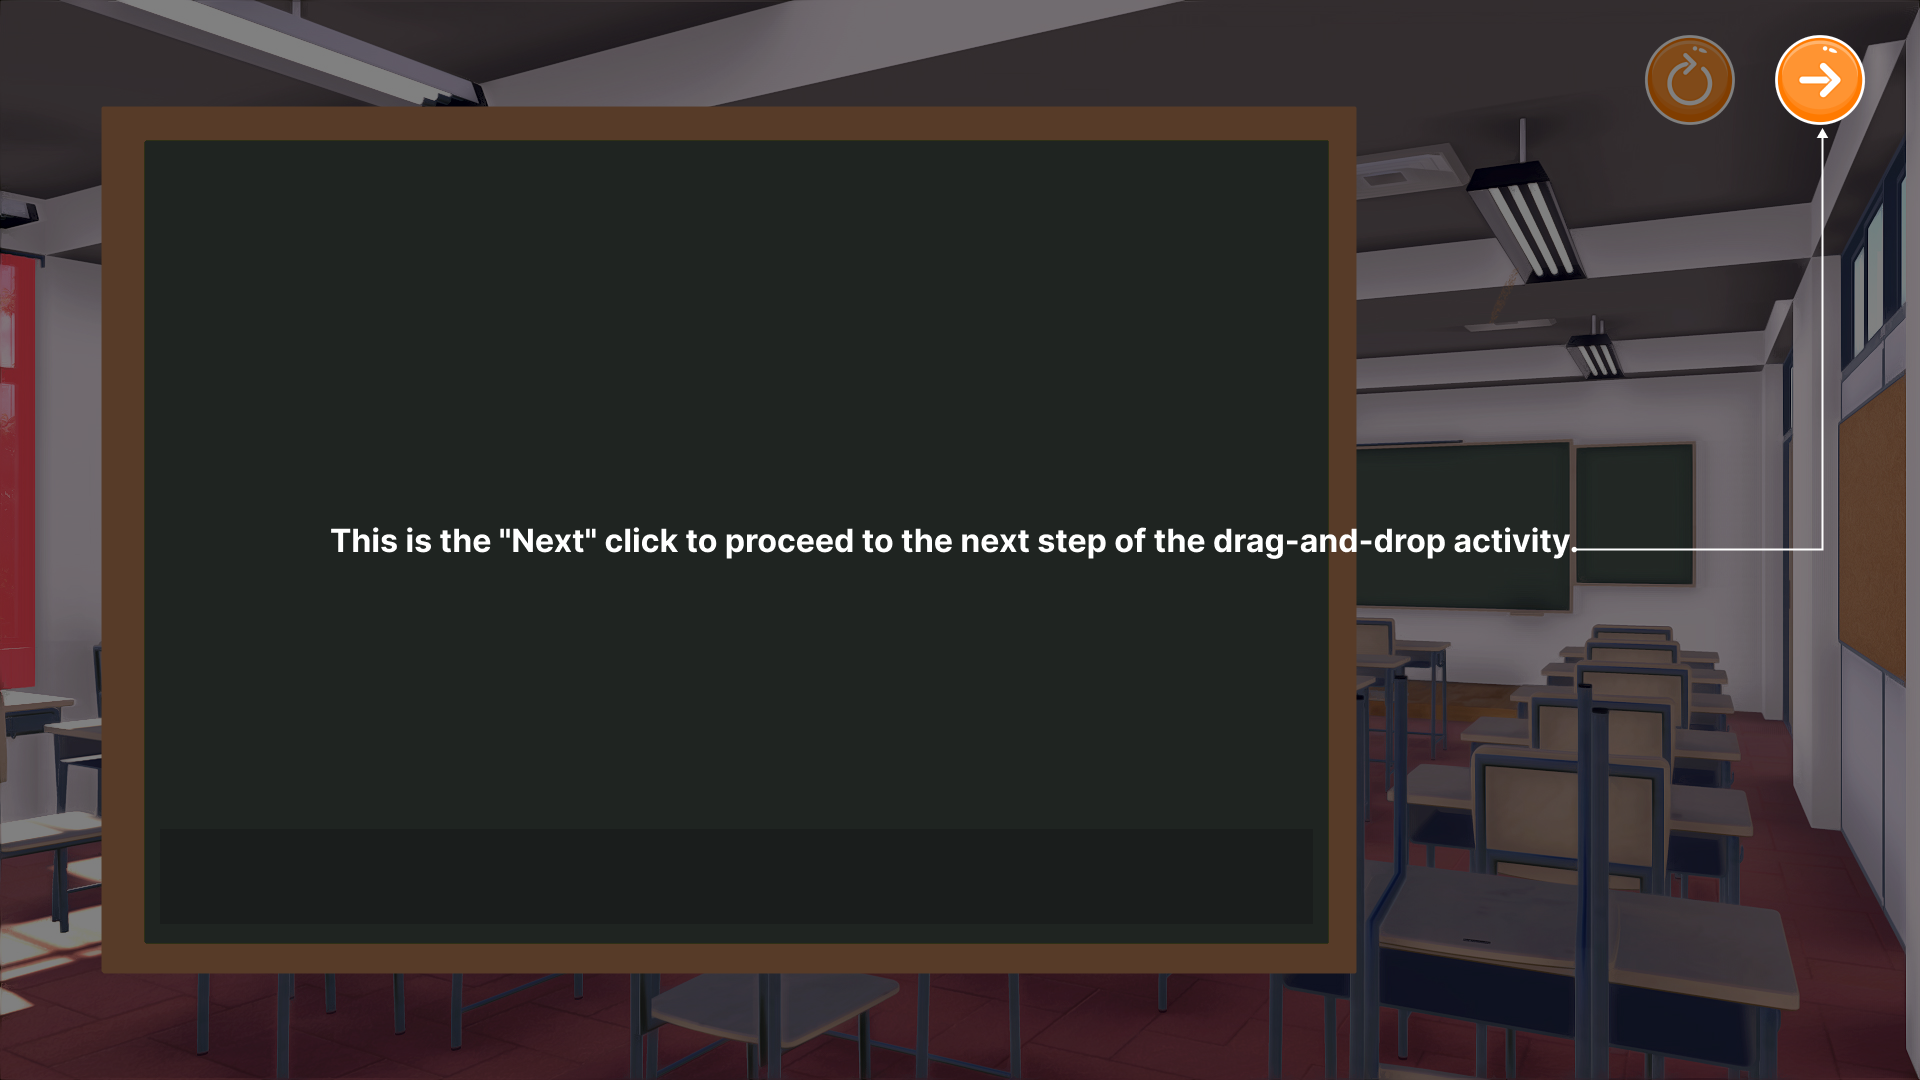 This is the "Next" click to proceed to the next step of the drag-and-drop activity.